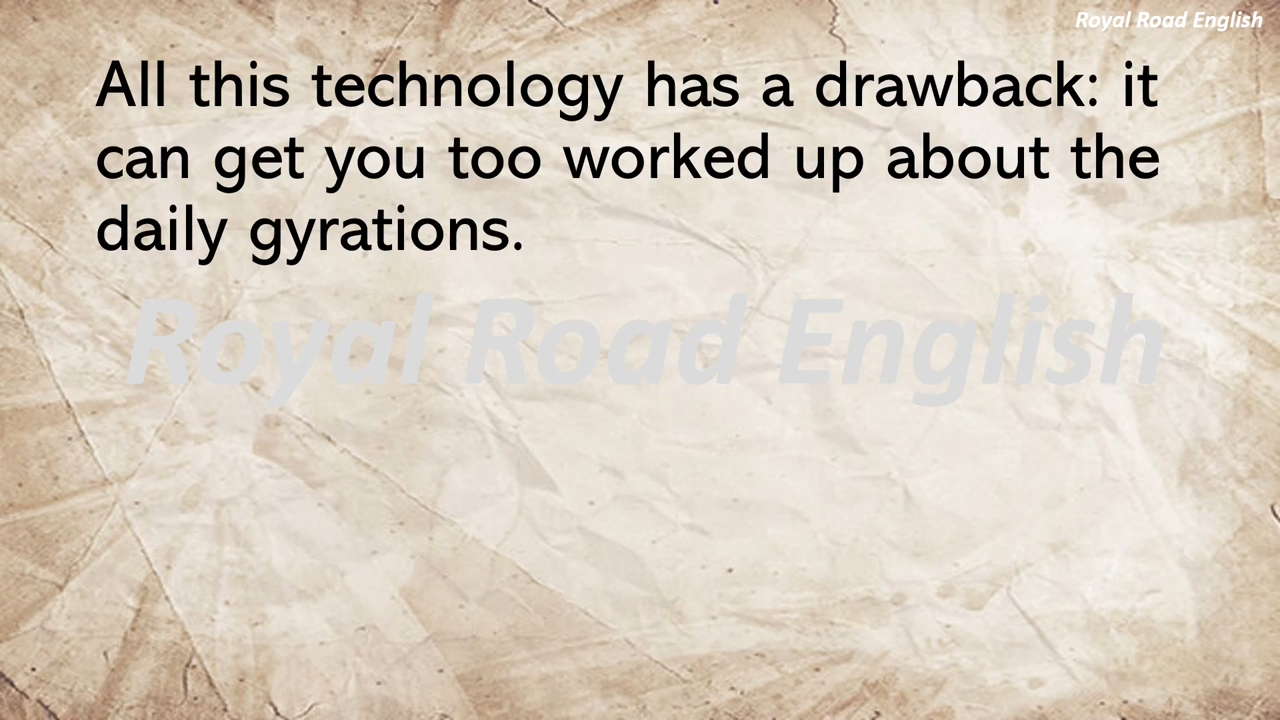 Royal Road English
All this technology has a drawback: it
can get you too worked up about the
daily gyrations.
Royal Road English